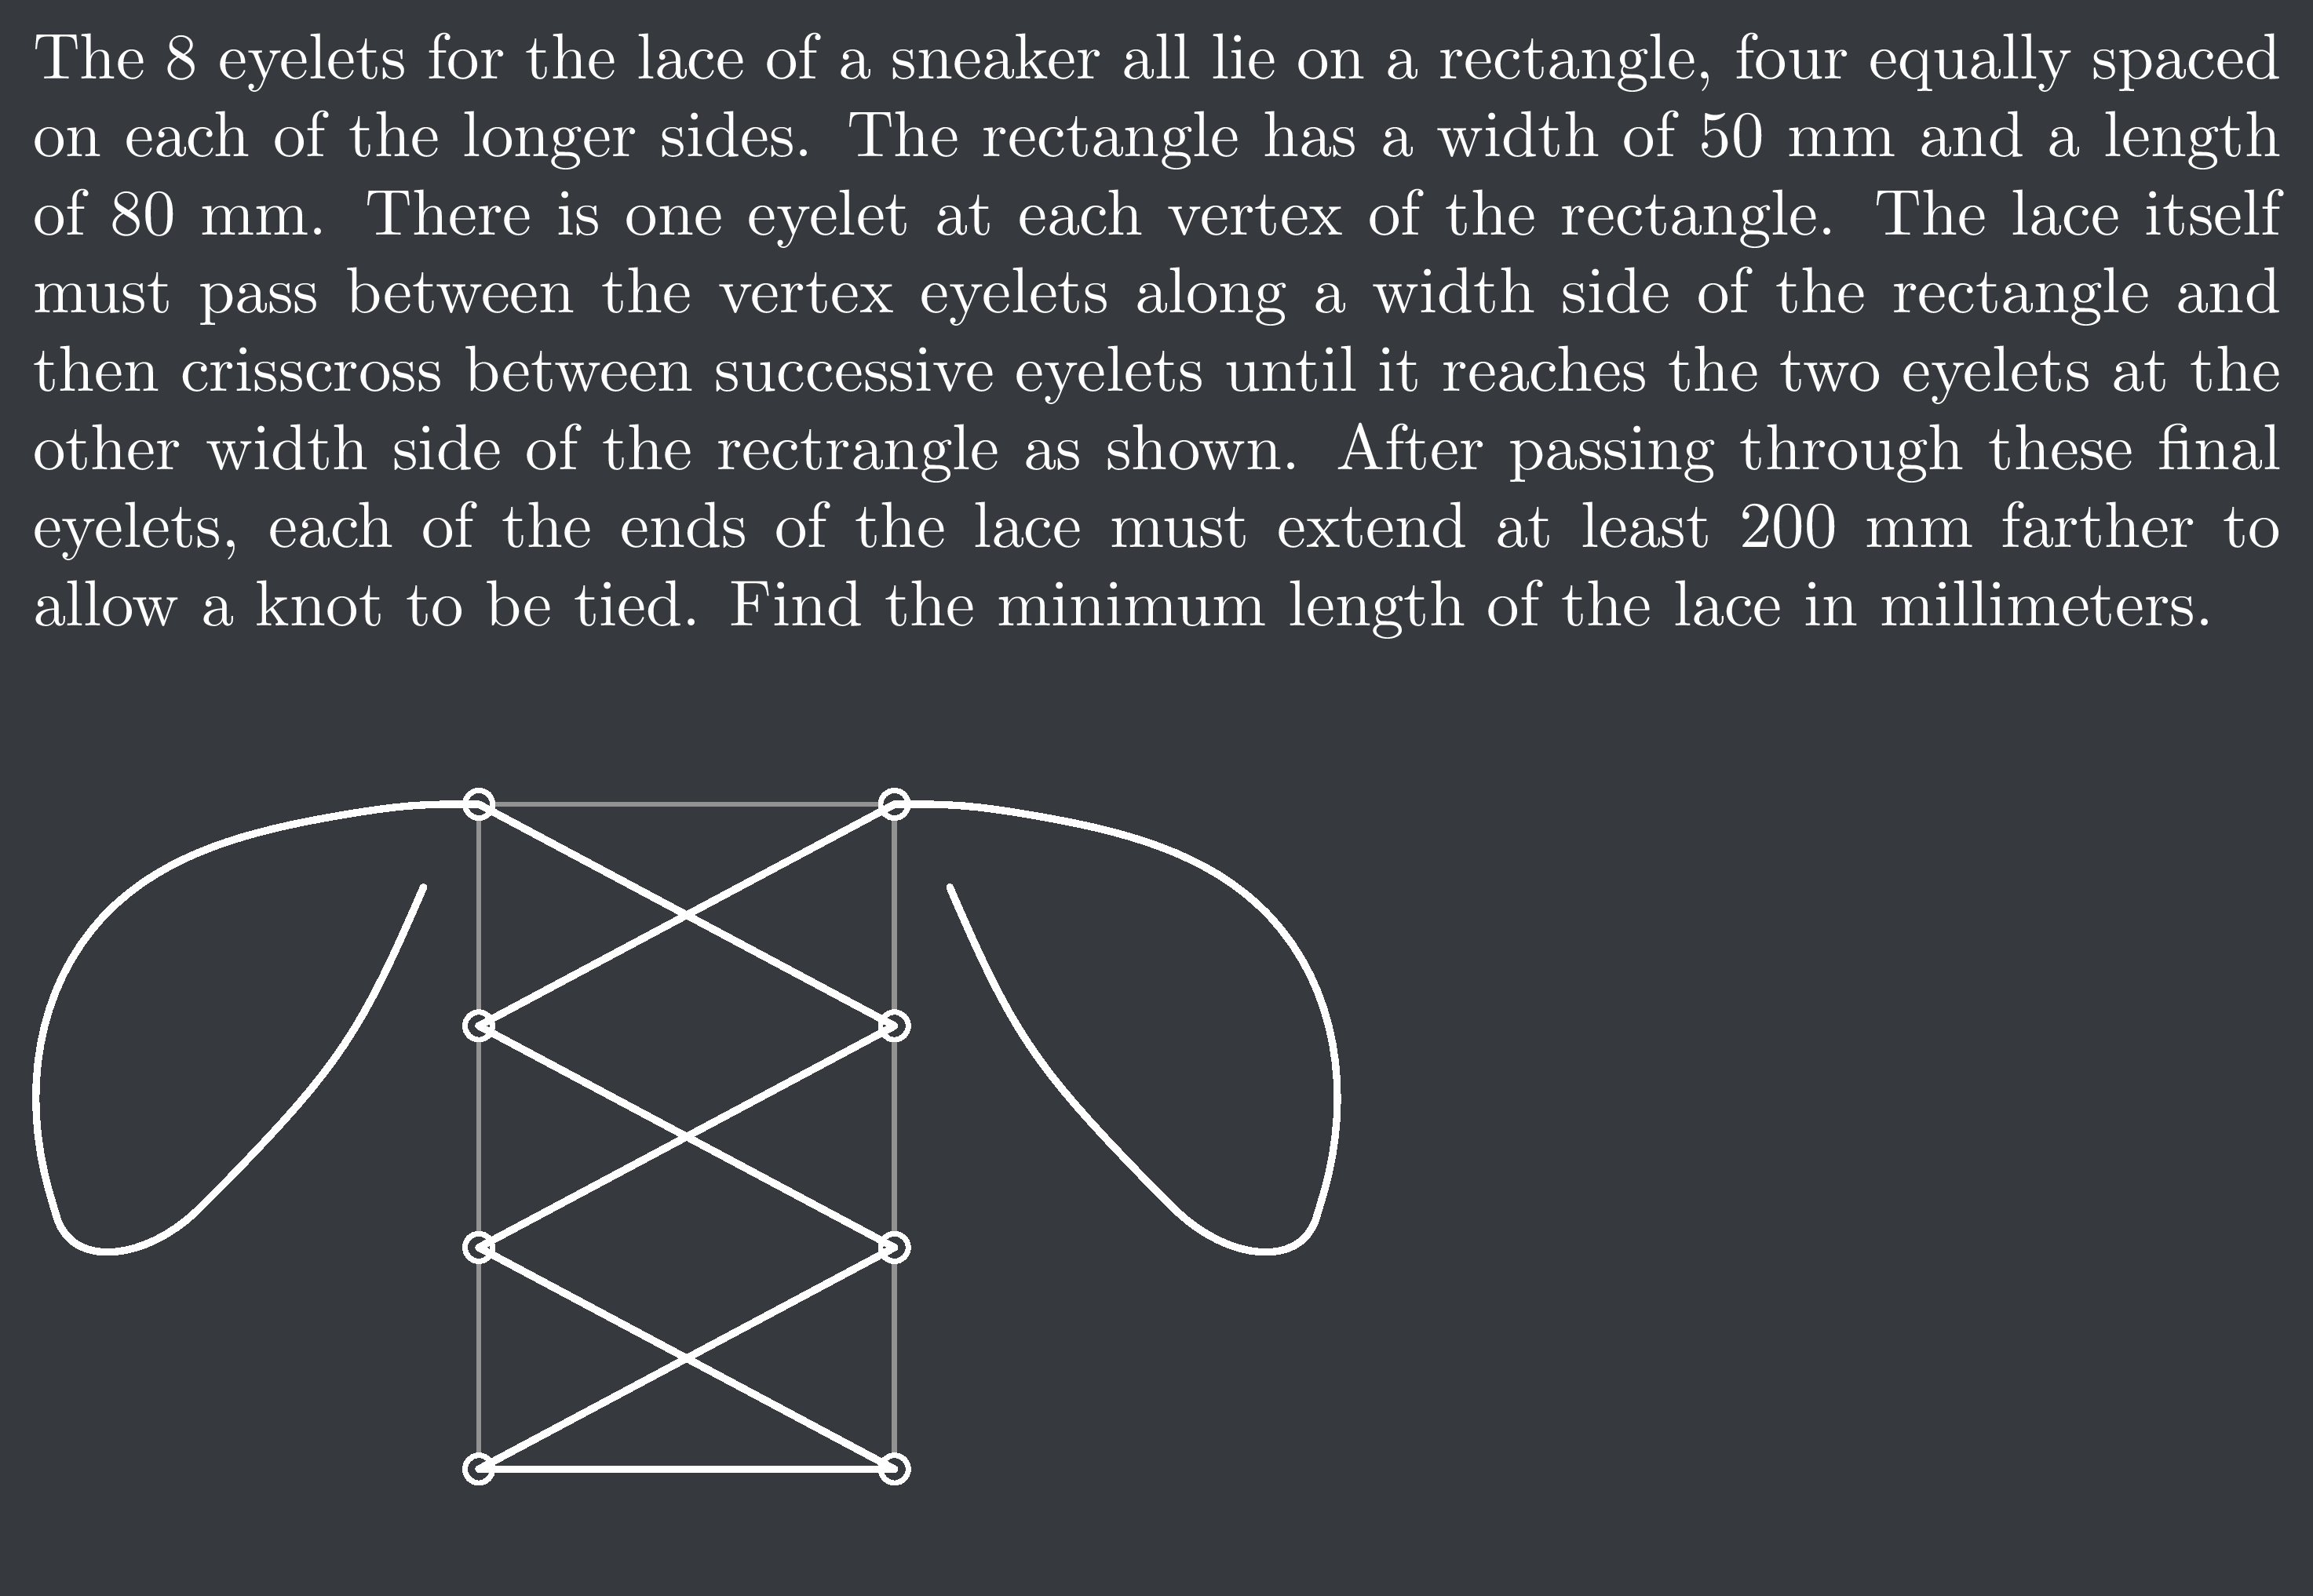 The 8 eyelets for the lace of a sneaker all lie on a rectangle, four equally spaced
on each of the longer sides. The rectangle has a width of 50 mm and a length
of 80 mm. There is one eyelet at each vertex of the rectangle. The lace itself
must pass between the vertex eyelets along a width side of the rectangle and
then crisscross between successive eyelets until it reaches the two eyelets at the
other width side of the rectrangle as shown. After passing through these final
eyelets, each of the ends of the lace must extend at least 200 mm farther to
allow a knot to be tied. Find the minimum length of the lace in millimeters.